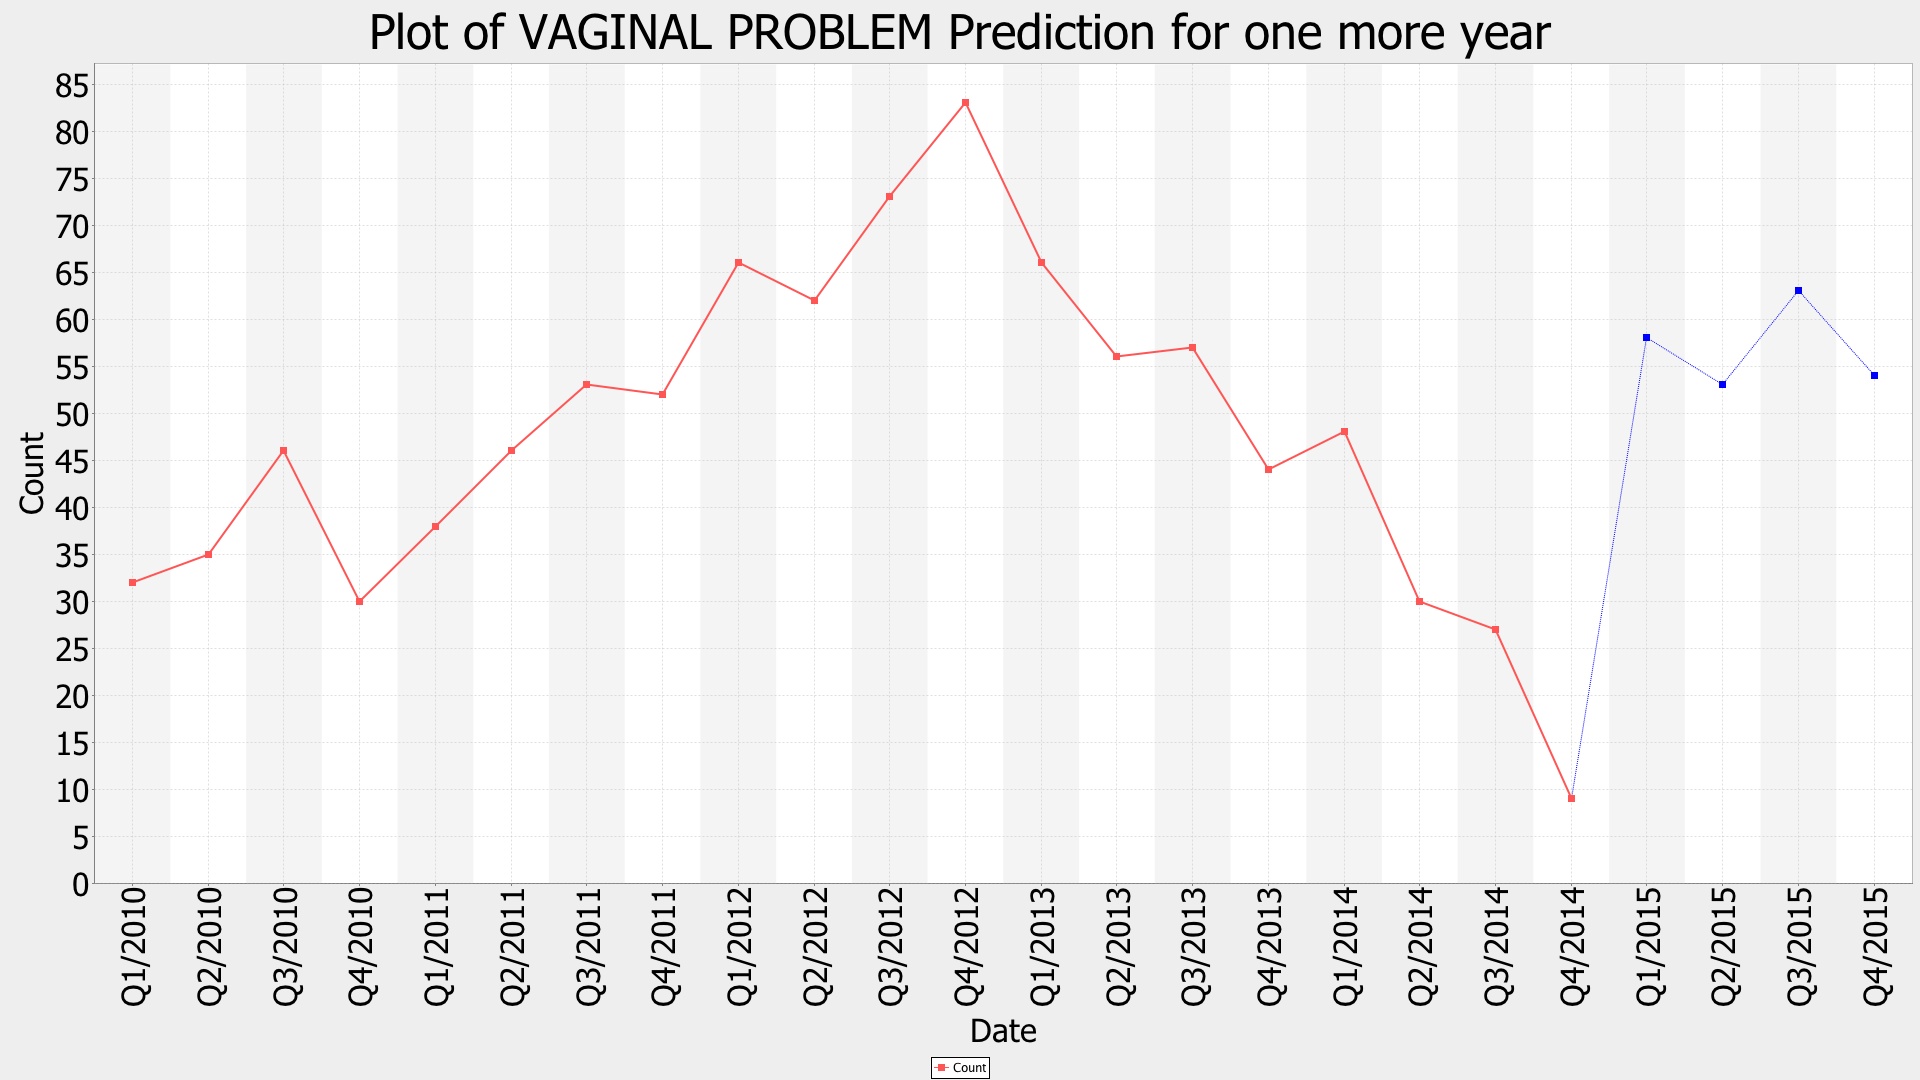 Plot of VAGINAL PROBLEM Prediction for one more year
85
80
75
70
65
60
55
50
45
40
35
30
25
20
15
10
5
0
Count
Q1/2010
Q2/2010
Q3/2010
Q4/2010
Q1/2011
Q2/2011
Q3/2011
Q4/2011
Q1/2012
Q2/2012
Q3/2012
Q4/2012
Q1/2013
Q2/2013
Q3/2013
Q4/2013
Q1/2014
Q2/2014
Q3/2014
Q4/2014
Q1/2015
Q2/2015
Q3/2015
Q4/2015
Date
Count